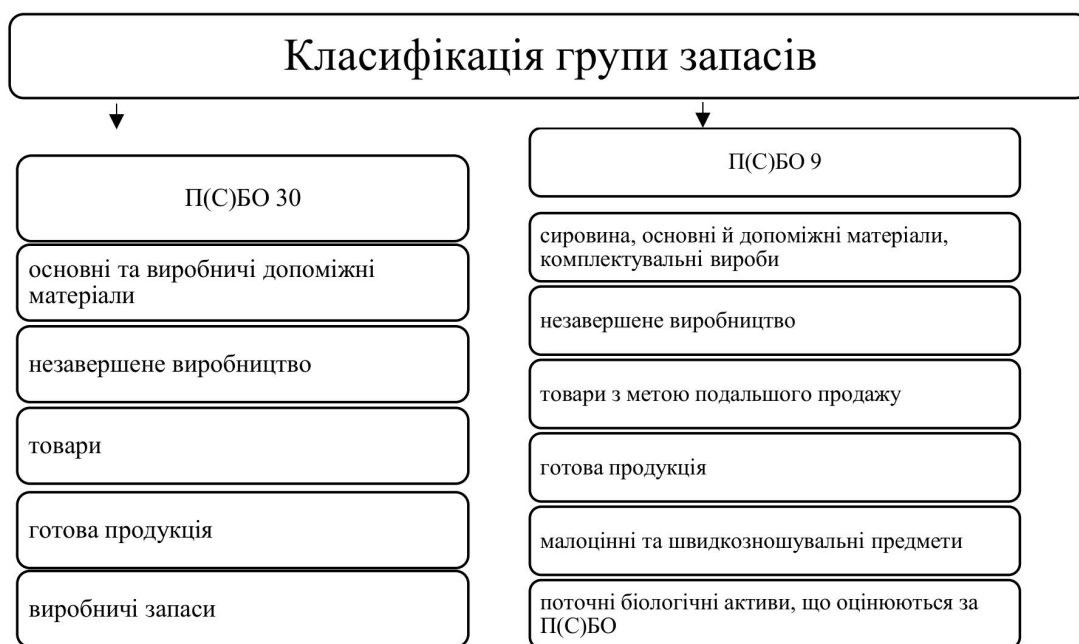 Класифікація групи запасів
П(С)БО 30
основні та виробничі допоміжні
матеріали
незавершене виробництво
товари
готова продукція
виробничі запаси
П(С)БО 9
сировина, основні й допоміжні матеріали,
комплектувальні вироби
незавершене виробництво
товари з метою подальшого продажу
готова продукція
малоцінні та швидкозношувальні предмети
поточні біологічні активи, що оцінюються за
П(С)БО